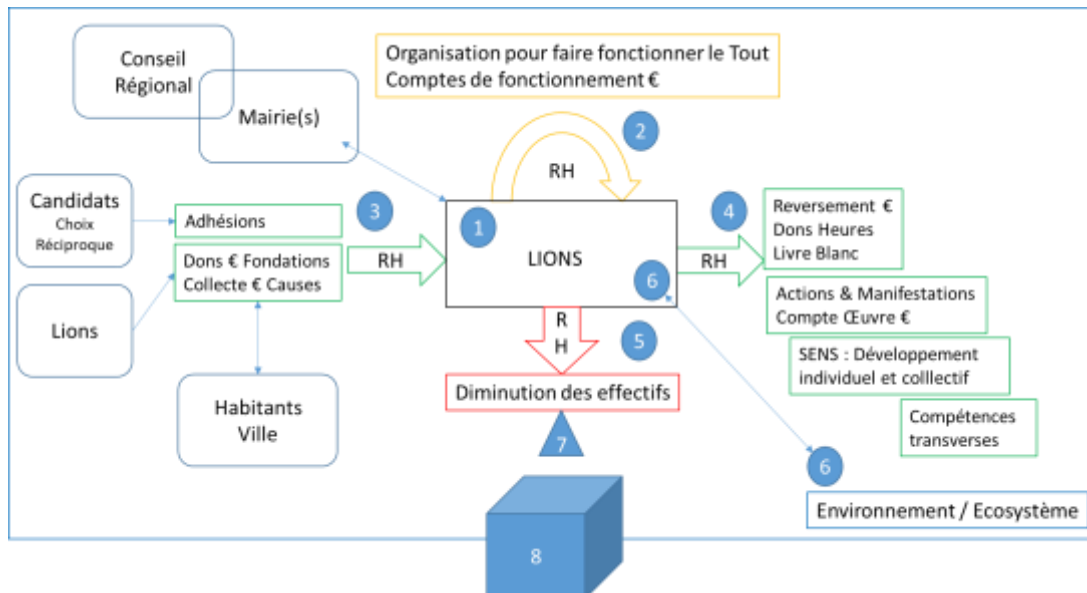 Conseil
Régional
Mairie(s)
Organisation pour faire fonctionner le Tout
Comptes de fonctionnement €
2
RH
Candidats
Choix
Réciproque
Adhésions
3
RH
Dons € Fondations
Collecte € Causes
Lions
Habitants
Ville
1
LIONS
6
4
RH
Reversement €
Dons Heures
Livre Blanc
Actions & Manifestations
Compte Œuvre €
SENS : Développement
individuel et colllectif
Compétences
transverses
R
H
5
Diminution des effectifs
7
6
Environnement / Ecosystème
8